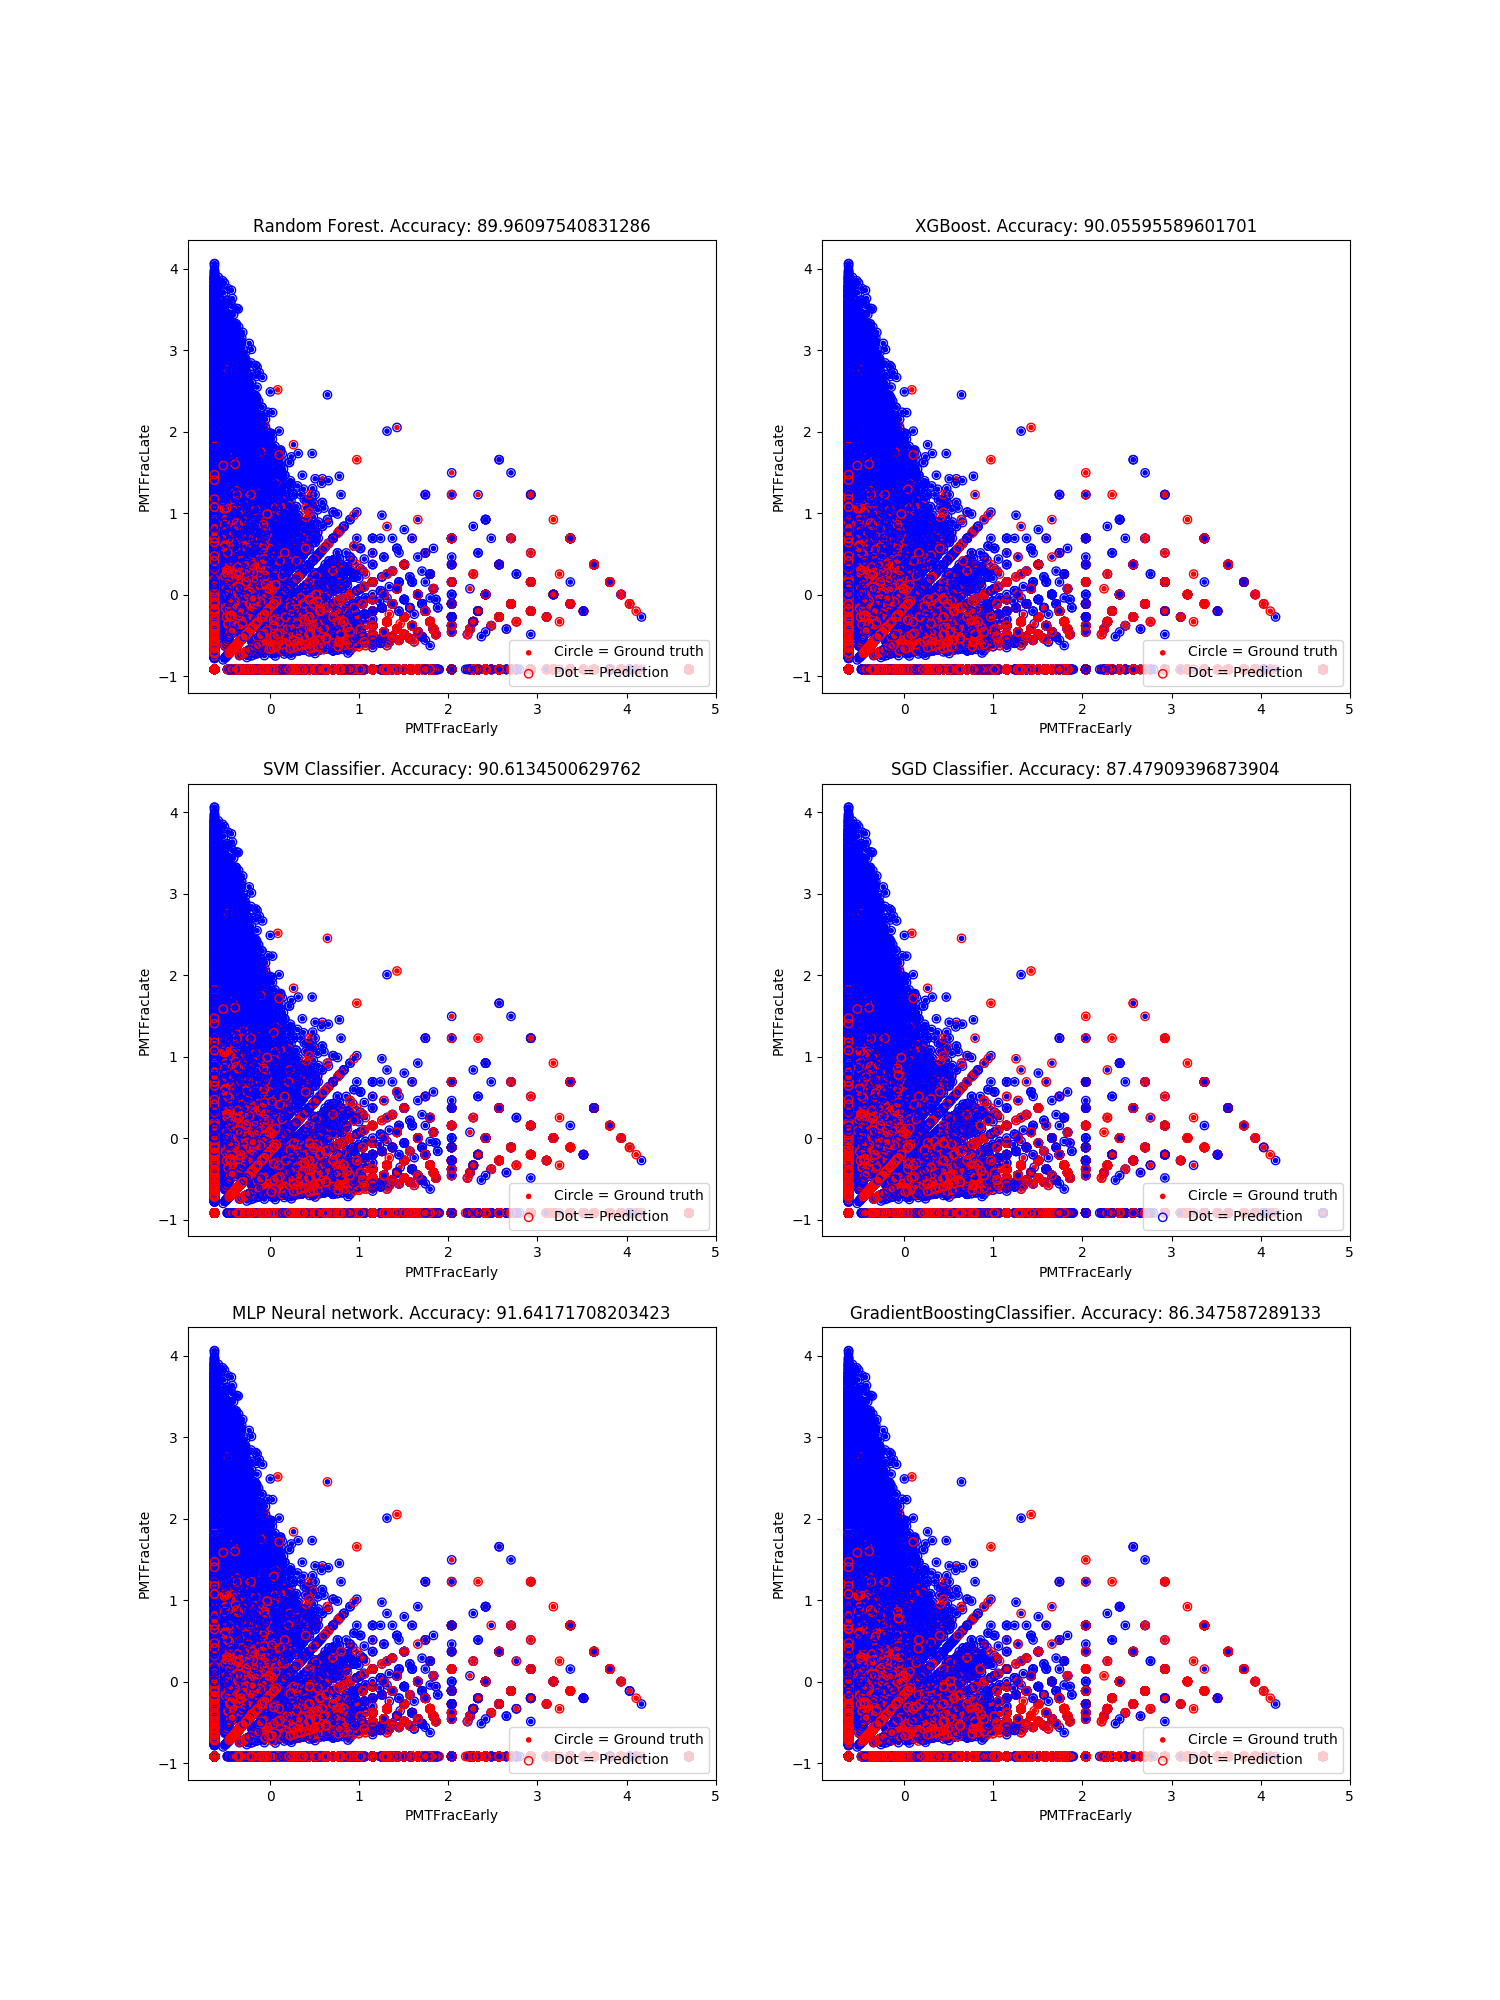 Random Forest. Accuracy: 89.96097540831286
4
3
2
1
0
−1
PMTFracLate
Circle = Ground truth
Dot = Prediction
0 1 2 3 4 5
PMTFracEarly
XGBoost. Accuracy: 90.05595589601701
4
3
2
1
0
−1
PMTFracLate
Circle = Ground truth
Dot = Prediction
0 1 2 3 4 5
PMTFracEarly
SVM Classifier. Accuracy: 90.6134500629762
4
3
2
1
0
−1
PMTFracLate
Circle = Ground truth
Dot = Prediction
0 1 2 3 4 5
PMTFracEarly
SGD Classifier. Accuracy: 87.47909396873904
4
3
2
1
0
−1
PMTFracLate
Circle = Ground truth
Dot = Prediction
0 1 2 3 4 5
PMTFracEarly
MLP Neural network. Accuracy: 91.64171708203423
4
3
2
1
0
−1
PMTFracLate
Circle = Ground truth
Dot = Prediction
0 1 2 3 4 5
PMTFracEarly
GradientBoostingClassifier. Accuracy: 86.347587289133
4
3
2
1
0
−1
PMTFracLate
Circle = Ground truth
Dot = Prediction
0 1 2 3 4 5
PMTFracEarly